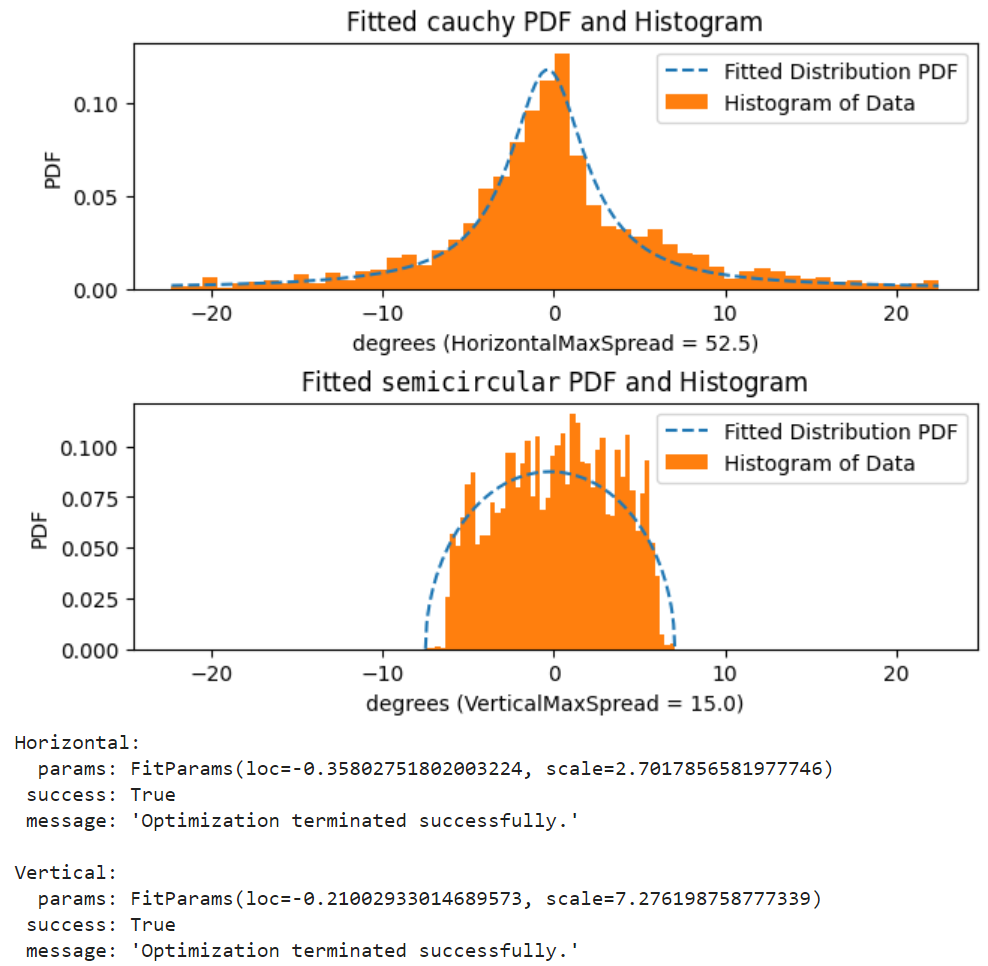 Fitted cauchy PDF and Histogram
Fitted Distribution PDF
Histogram of Data
PDF
0.10
0.05
0.00
−20
−10
0
10
20
degrees (HorizontalMaxSpread = 52.5)
Fitted semicircular PDF and Histogram
Fitted Distribution PDF
Histogram of Data
PDF
0.100
0.075
0.050
0.025
0.000
−20
−10
0
10
20
degrees (VerticalMaxSpread = 15.0)
Horizontal:
params: FitParams(loc=-0.35802751802003224, scale=2.7017856581977746)
success: True
message: 'Optimization terminated successfully.'
Vertical:
params: FitParams(loc=-0.21002933014689573, scale=7.276198758777339)
success: True
message: 'Optimization terminated successfully.'